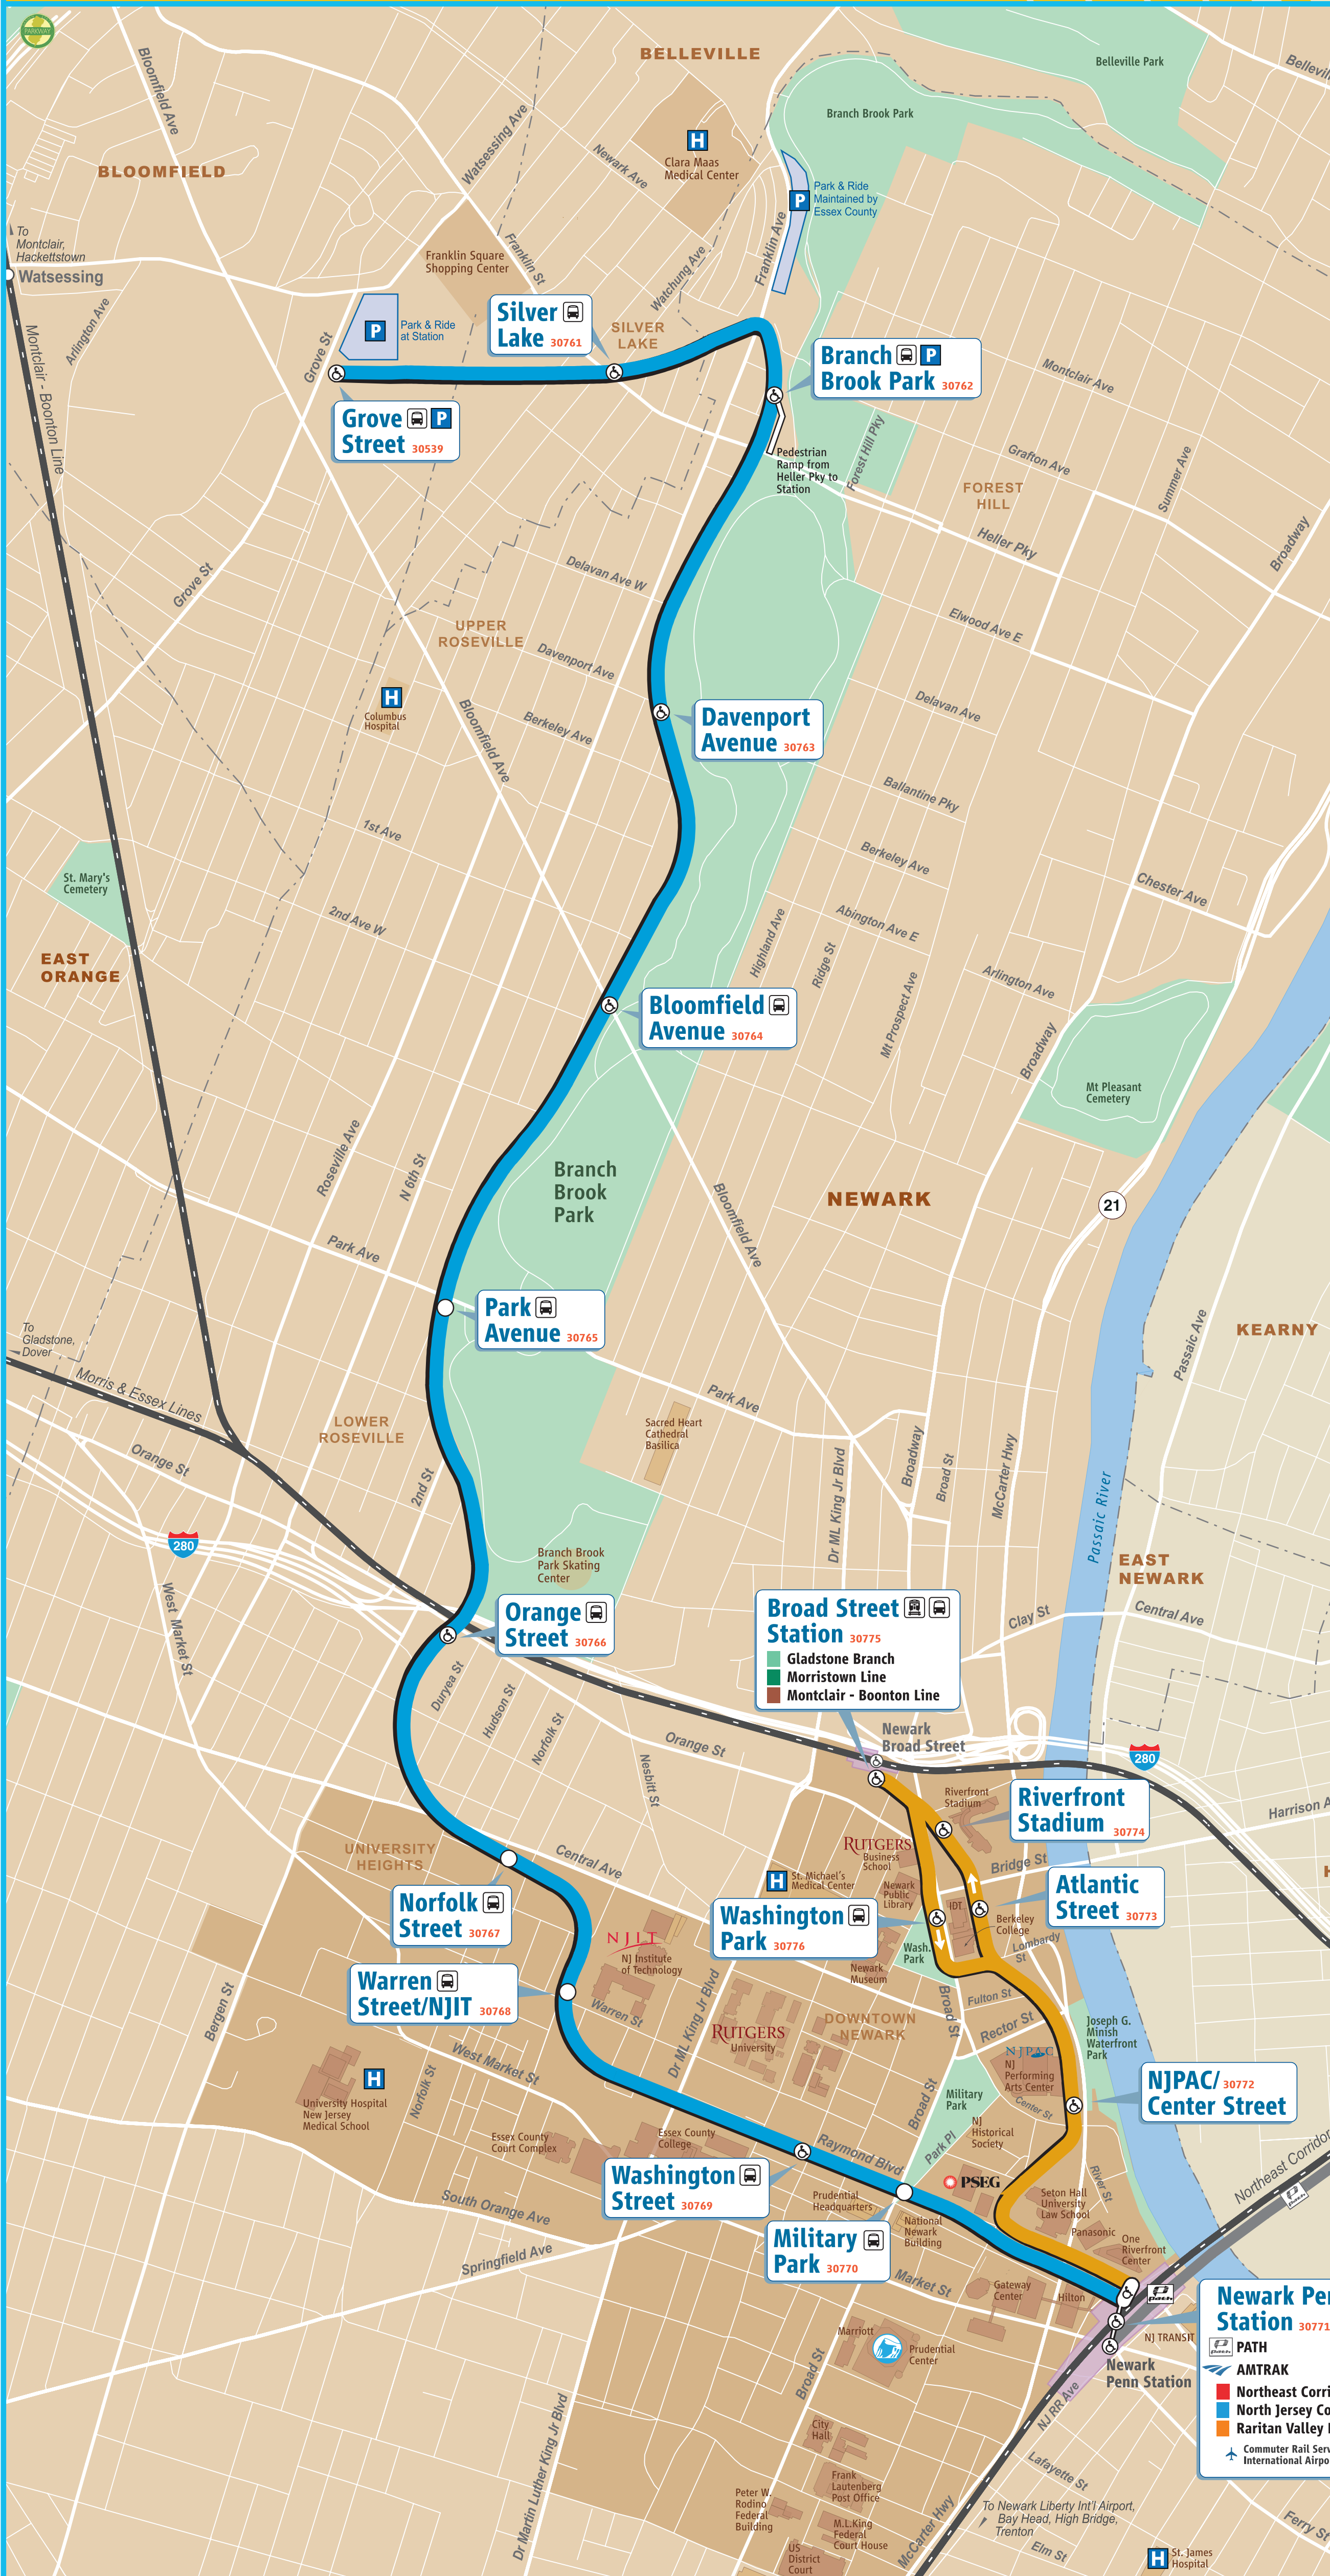 PARKWAY
BELLEVILLE
Belleville Park
Bloomfield Ave
Branch Brook Park
Watsessing Ave
Newark Ave
H
Clara Maas
Medical Center
BLOOMFIELD
P
Park & Ride
Maintained by
Essex County
To
Montclair,
Hackettstown
Watsessing
Franklin Square
Shopping Center
Franklin St
Watchung Ave
Franklin Ave
Arlington Ave
Montclair - Boonton Line
Grove St
P
Park & Ride
at Station
Silver
Lake 30761
SILVER
LAKE
Branch P
Brook Park 30762
Montclair Ave
Grove P
Street 30539
Pedestrian
Ramp from
Heller Pky to
Station
Forest Hill Pky
Grafton Ave
Summer Ave
FOREST
HILL
Heller Pky
Broadway
Grove St
Delavan Ave W
UPPER
ROSEVILLE
Elwood Ave E
Davenport Ave
H
Columbus
Hospital
Bloomfield Ave
Berkeley Ave
Davenport
Avenue 30763
Delavan Ave
Ballantine Pky
1st Ave
Berkeley Ave
St. Mary's
Cemetery
Chester Ave
2nd Ave W
Highland Ave
Abington Ave E
Ridge St
EAST
ORANGE
Arlington Ave
Mt Prospect Ave
Bloomfield
Avenue 30764
Broadway
Mt Pleasant
Cemetery
Roseville Ave
N 6th St
Branch
Brook
Park
Bloomfield Ave
NEWARK
21
Park Ave
Park
Avenue 30765
KEARNY
Passaic Ave
To
Gladstone,
Dover
Morris & Essex Lines
Park Ave
LOWER
ROSEVILLE
Sacred Heart
Cathedral
Basilica
Orange St
2nd St
Dr ML King Jr Blvd
Broadway
Broad St
McCarter Hwy
Passaic River
280
Branch Brook
Park Skating
Center
EAST
NEWARK
West Market St
Orange
Street 30766
Broad Street
Station 30775
Gladstone Branch
Morristown Line
Montclair - Boonton Line
Clay St
Central Ave
Duryea St
Hudson St
Norfolk St
Orange St
Nesbitt St
Newark
Broad Street
280
Riverfront
Stadium
Riverfront
Stadium 30774
Harrison A
UNIVERSITY
HEIGHTS
Central Ave
RUTGERS
Business
School
Bridge St
H
St. Michael's
Medical Center
Newark
Public
Library
Atlantic
Street 30773
Norfolk
Street 30767
Washington
Park 30776
IDT
Berkeley
College
NJIT
NJ Institute
of Technology
Wash.
Park
Lombardy
St
Newark
Museum
Warren
Street/NJIT 30768
Warren St
Dr ML King Jr Blvd
Fulton St
Broad St
Bergen St
RUTGERS
University
DOWNTOWN
NEWARK
Rector St
Joseph G.
Minish
Waterfront
Park
West Market St
NJPAC
NJ
Performing
Arts Center
H
University Hospital
New Jersey
Medical School
Norfolk St
NJPAC/ 30772
Center Street
Military
Park
Center St
Broad St
Essex County
Court Complex
Essex County
College
Raymond Blvd
Park Pl
NJ
Historical
Society
Northeast Corridor
Washington
Street 30769
PSEG
River St
South Orange Ave
Prudential
Headquarters
Seton Hall
University
Law School
National
Newark
Building
Panasonic
One
Riverfront
Center
Springfield Ave
Military
Park 30770
Market St
Gateway
Center
Hilton
path
Newark Pen
Station 30771
Marriott
Prudential
Center
NJ TRANSIT
PATH
Newark
Penn Station
AMTRAK
Broad St
Northeast Corri
North Jersey Co
Raritan Valley
NJ RR Ave
Dr Martin Luther King Jr Blvd
City
Hall
Commuter Rail Serv
International Airpo
Frank
Lautenberg
Post Office
Lafayette St
Peter W.
Rodino
Federal
Building
To Newark Liberty Int'l Airport,
Bay Head, High Bridge,
Trenton
McCarter Hwy
M.L.King
Federal
Court House
Ferry St
Elm St
US
District
Court
H
St. James
Hospital